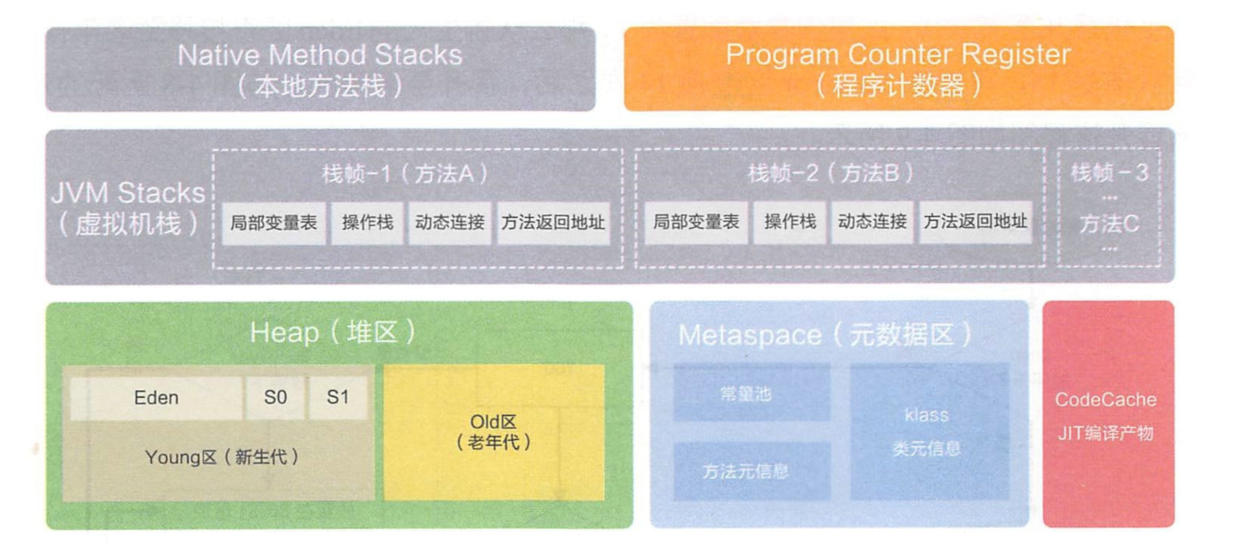 Native Method Stacks
（本地方法栈）
Program Counter Register
（程序计数器）
JVM Stacks
（虚拟机栈）
栈帧-1（方法A）
局部变量表
操作栈
动态连接
方法返回地址
栈帧-2（方法B）
局部变量表
操作栈
动态连接
方法返回地址
栈帧-3
...
方法C
...
Heap（堆区）
Eden
S0
S1
Young区（新生代）
Old区
（老年代）
Metaspace（元数据区）
常量池
方法元信息
klass
类元信息
CodeCache
JIT编译产物